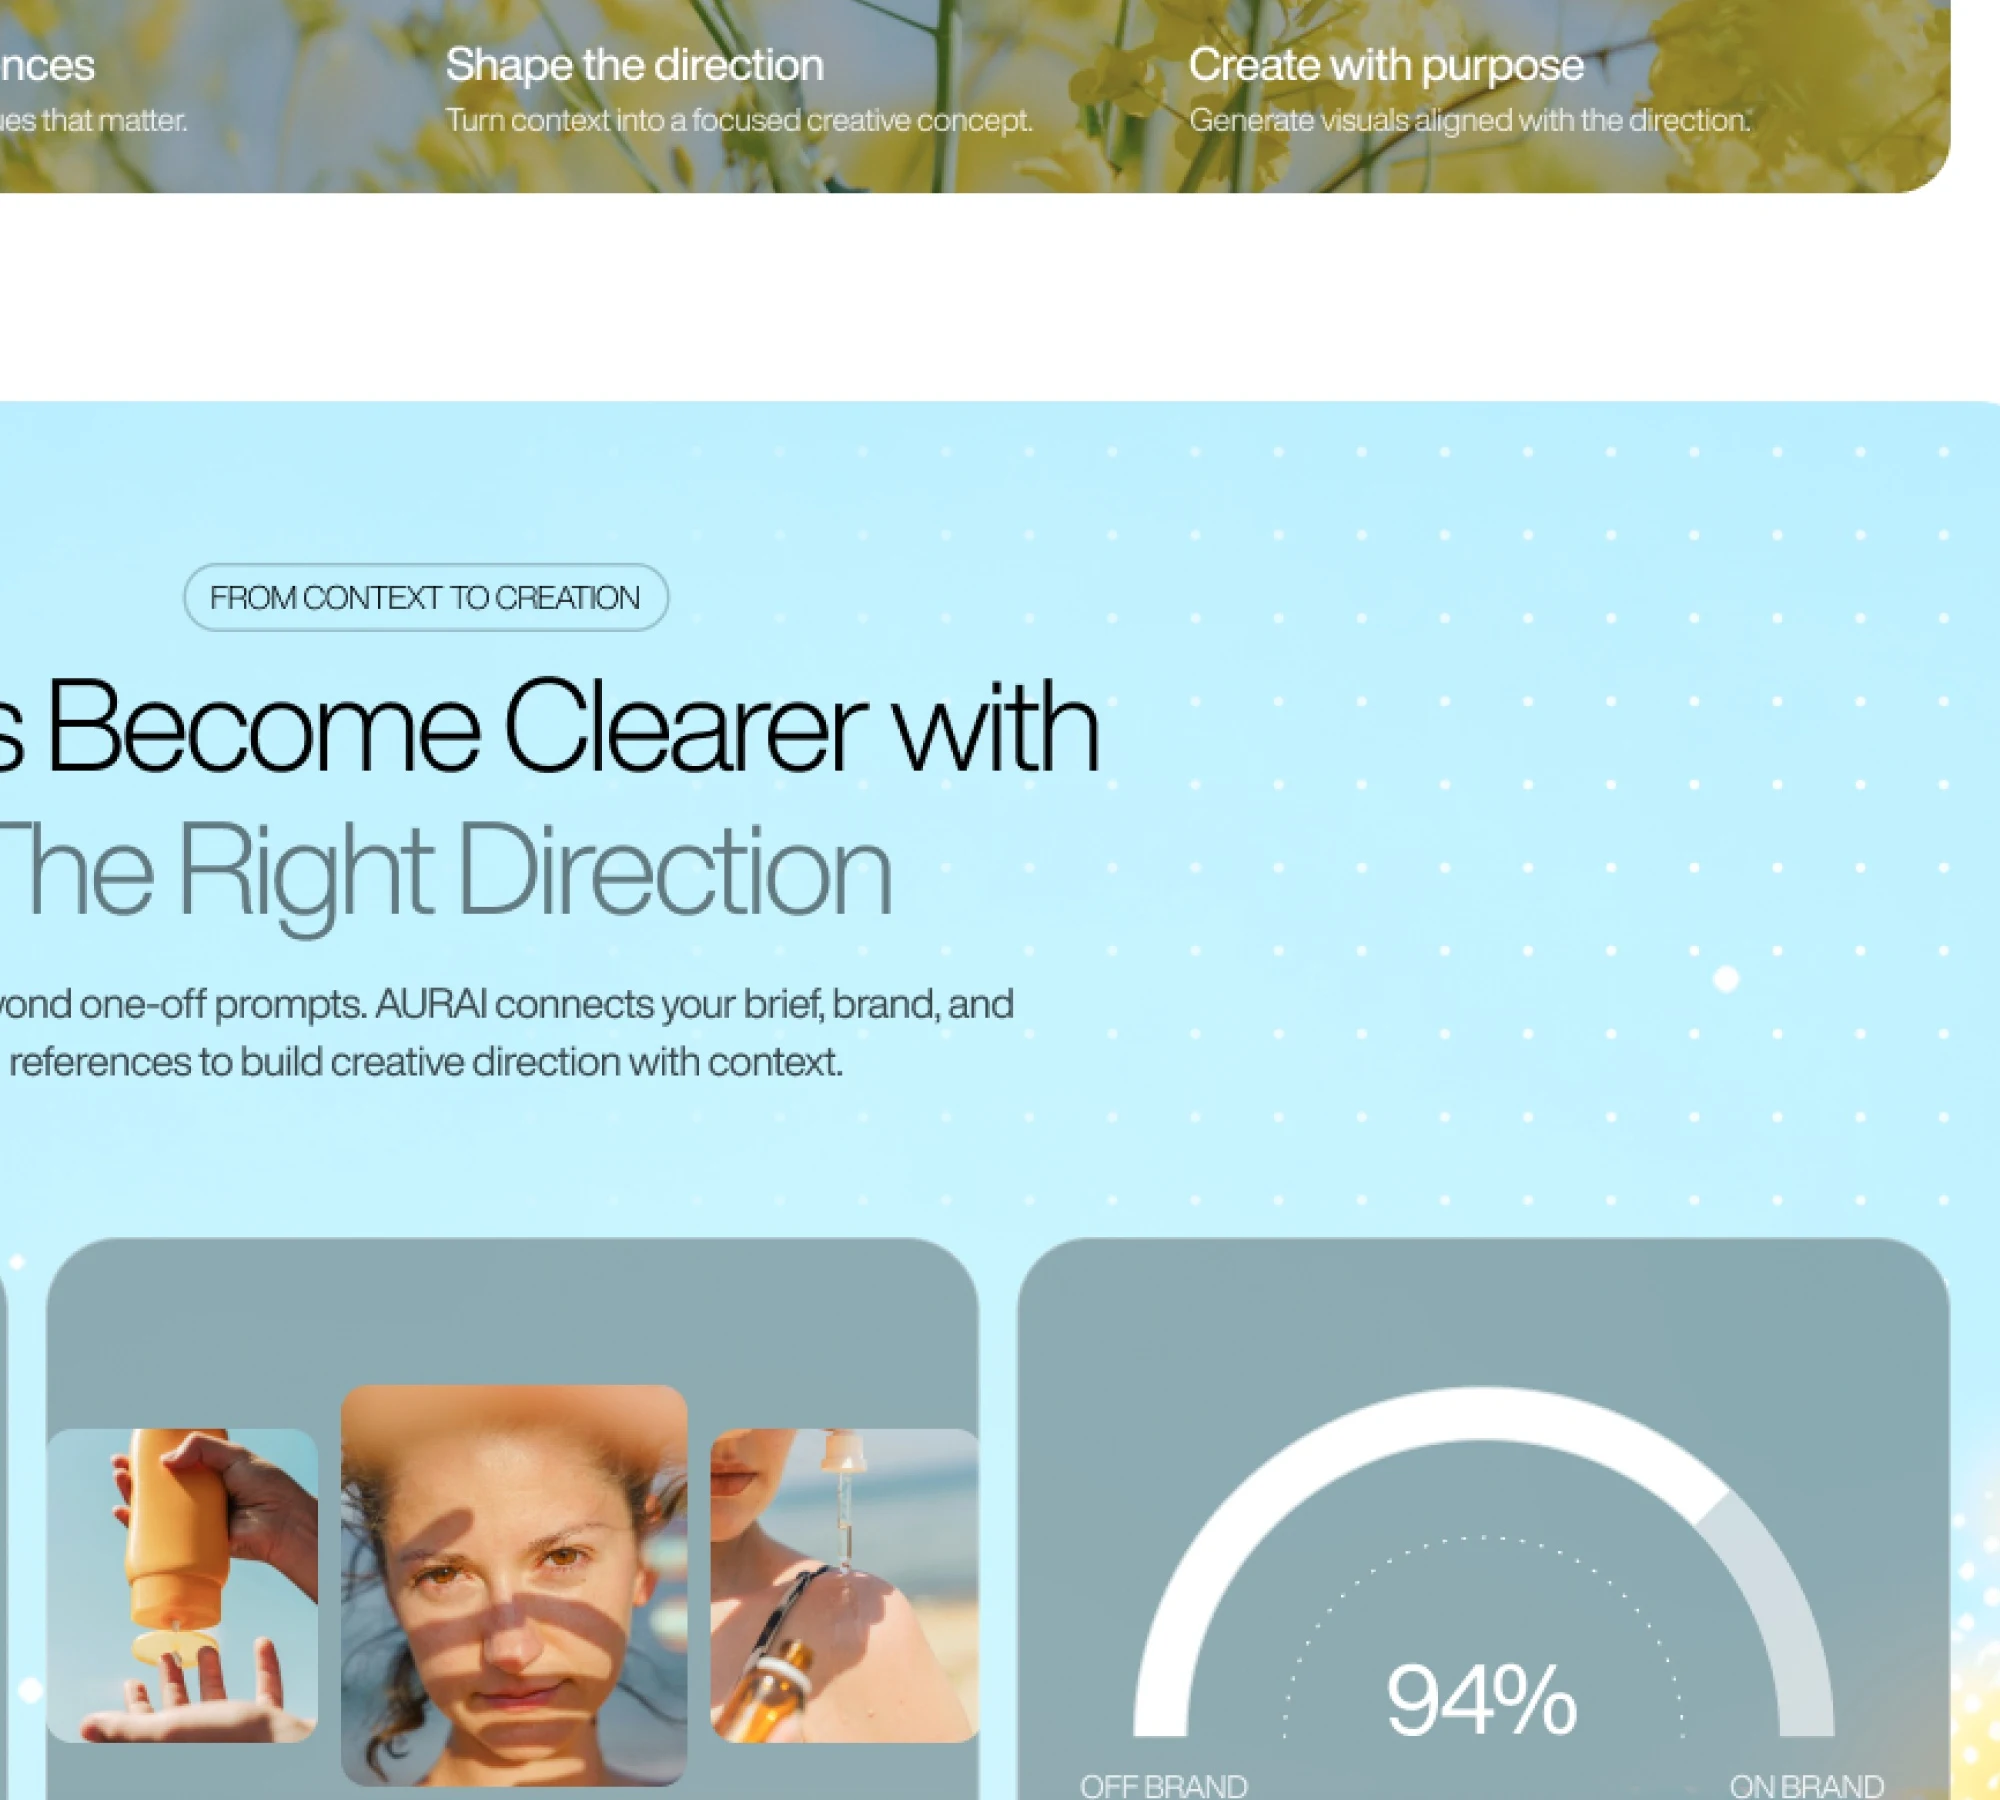 nces
Shape the direction
Create with purpose
ues that matter.
Turn context into a focused creative concept.
Generate visuals aligned with the direction.
FROM CONTEXT TO CREATION
s Become Clearer with
The Right Direction
yond one-off prompts. AURAI connects your brief, brand, and
references to build creative direction with context.
94%
OFF BRAND
ON BRAND